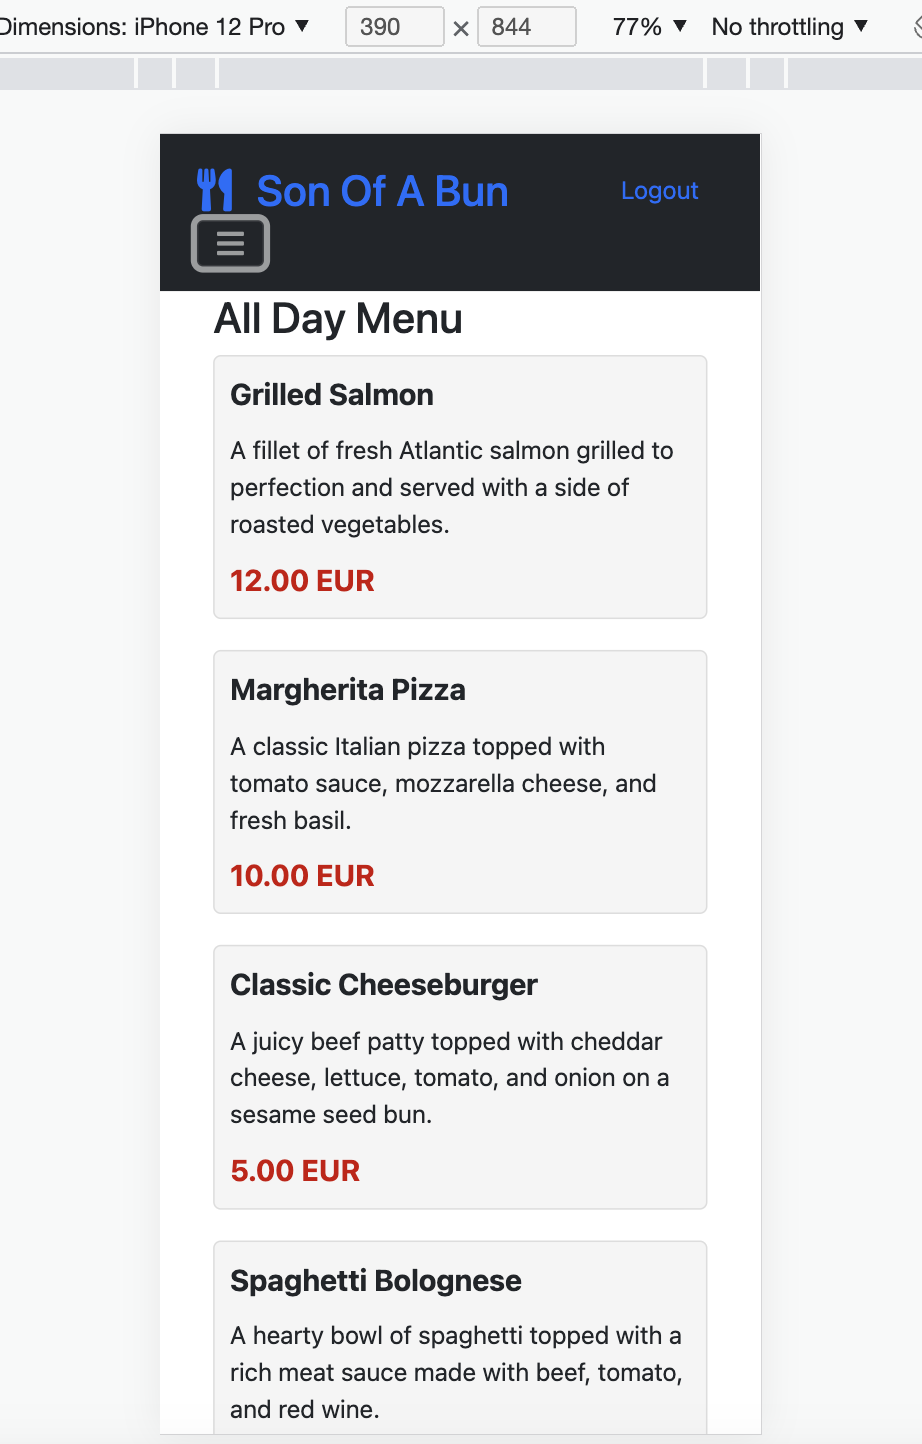 Dimensions: iPhone 12 Pro ▼ 390 × 844 77% ▼ No throttling ▼
Son Of A Bun Logout
All Day Menu
Grilled Salmon
A fillet of fresh Atlantic salmon grilled to
perfection and served with a side of
roasted vegetables.
12.00 EUR
Margherita Pizza
A classic Italian pizza topped with
tomato sauce, mozzarella cheese, and
fresh basil.
10.00 EUR
Classic Cheeseburger
A juicy beef patty topped with cheddar
cheese, lettuce, tomato, and onion on a
sesame seed bun.
5.00 EUR
Spaghetti Bolognese
A hearty bowl of spaghetti topped with a
rich meat sauce made with beef, tomato,
and red wine.